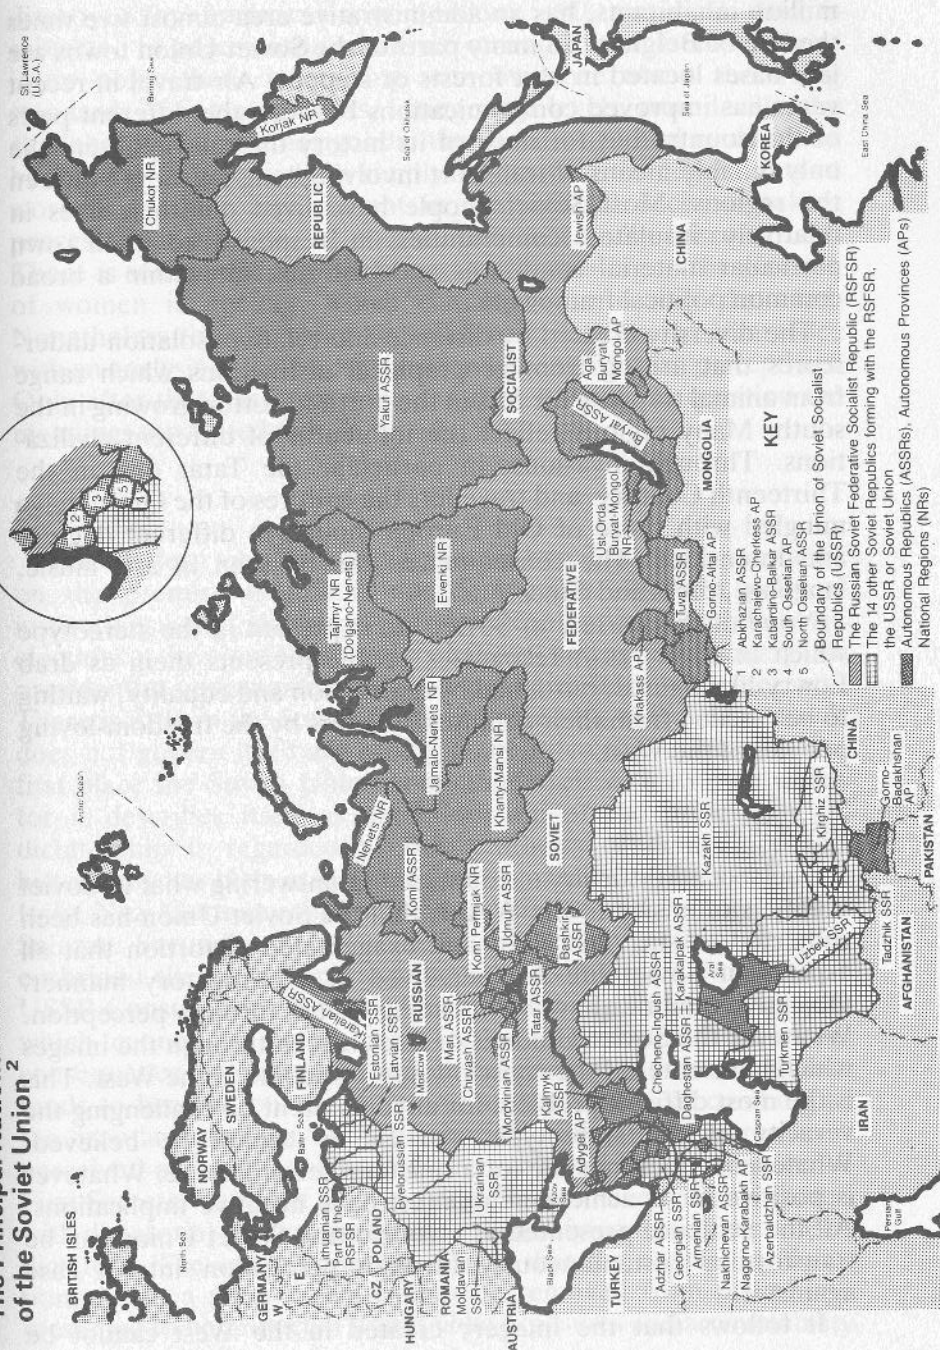 of the Soviet Union 2
BRITISH ISLES
North Sea
NORWAY
SWEDEN
FINLAND
Baltic Sea
GERMANY
W
E
CZ
POLAND
HUNGARY
ROMANIA
AUSTRIA
Arctic Ocean
St Lawrence
(U.S.A.)
Bering Sea
Chukot NR
Korjak NR
Sea of Okhotsk
JAPAN
Sea of Japan
KOREA
East China Sea
RUSSIAN
SOVIET
FEDERATIVE
SOCIALIST
REPUBLIC
Karelian ASSR
Nenets NR
Komi ASSR
Jamalo-Nenets NR
Khanty-Mansi NR
Taimyr NR
(Dolgano-Nenets)
Evenki NR
Yakut ASSR
Jewish AP
CHINA
Aga
Buryat
Mongol AP
Buryat ASSR
Ust-Orda
Buryat-Mongol
NR
MONGOLIA
Tuva ASSR
Gorno-Altai AP
Khakass AP
Estonian SSR
Latvian SSR
Lithuanian SSR
Part of the
RSFSR
Moscow
Byelorussian SSR
Ukrainian
SSR
Moldavian
SSR
Mari ASSR
Chuvash ASSR
Mordvinian ASSR
Komi Permjak NR
Udmurt ASSR
Tatar ASSR
Bashkir
ASSR
Kalmyk
ASSR
Adygei AP
Azov
Sea
Black Sea
TURKEY
Checheno-Ingush ASSR
Daghestan ASSR
Karakalpak ASSR
Aral
Sea
Caspian Sea
Kazakh SSR
Kirghiz SSR
Uzbek SSR
Turkmen SSR
Tadzhik SSR
Gorno-
Badakhshan
AP
CHINA
PAKISTAN
AFGHANISTAN
IRAN
Persian
Gulf
Adzhar ASSR
Georgian SSR
Armenian SSR
Nakhichevan ASSR
Nagorno-Karabakh AP
Azerbaidzhan SSR
1
2
3
4
5
KEY
1 Abkhazian ASSR
2 Karachajevo-Cherkess AP
3 Kabardino-Balkar ASSR
4 South Ossetian AP
5 North Ossetian ASSR
Boundary of the Union of Soviet Socialist
Republics (USSR)
The Russian Soviet Federative Socialist Republic (RSFSR)
The 14 other Soviet Republics forming with the RSFSR,
the USSR or Soviet Union
Autonomous Republics (ASSRs), Autonomous Provinces (APs)
National Regions (NRs)